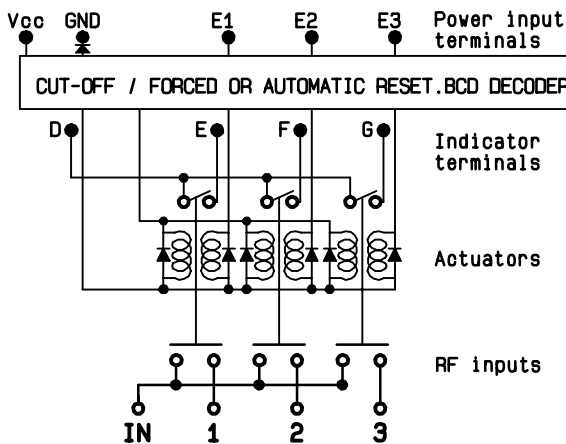 Vcc GND E1 E2 E3 Power input
terminals
CUT-OFF / FORCED OR AUTOMATIC RESET.BCD DECODER
D E F G Indicator
terminals
Actuators
RF inputs
IN 1 2 3